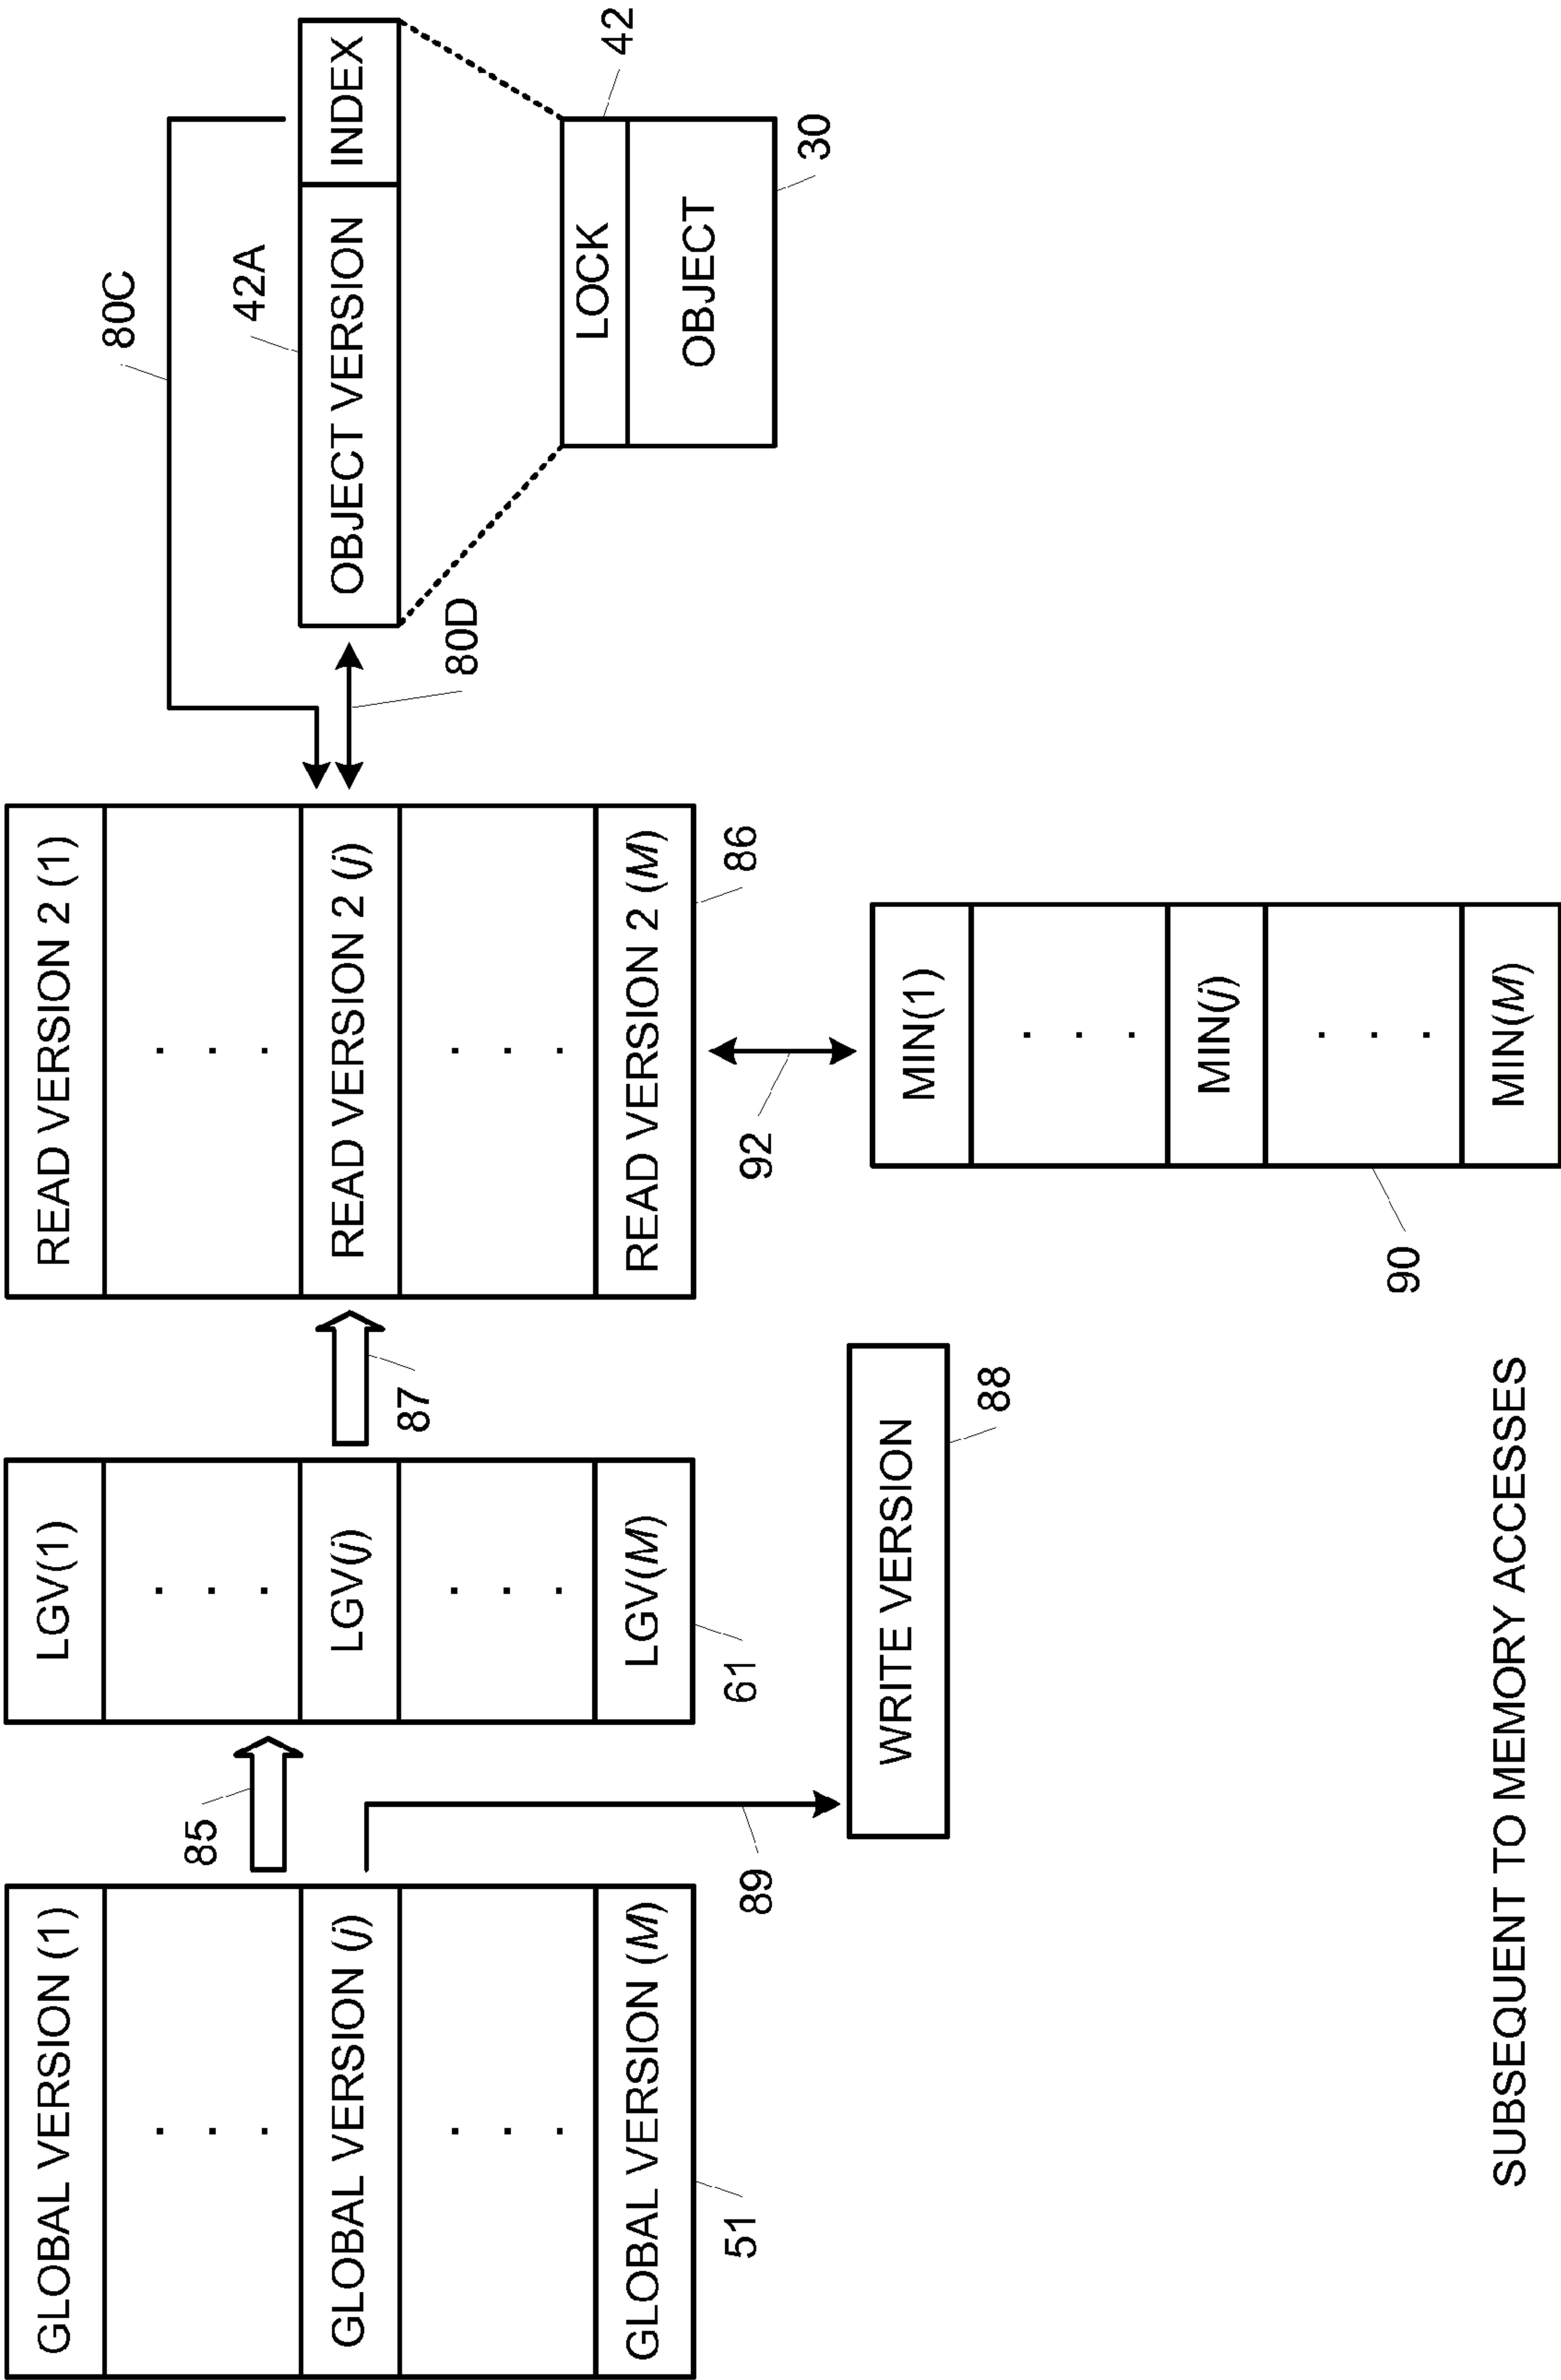 GLOBAL VERSION (1)
. . .
GLOBAL VERSION (j)
. . .
GLOBAL VERSION (M)
51
85
89
LGV(1)
. . .
LGV(j)
. . .
LGV(M)
61
87
WRITE VERSION
88
READ VERSION 2 (1)
. . .
READ VERSION 2 (j)
. . .
READ VERSION 2 (M)
86
92
MIN(1)
. . .
MIN(j)
. . .
MIN(M)
90
80C
80D
42A
OBJECT VERSION
INDEX
LOCK
42
OBJECT
30
SUBSEQUENT TO MEMORY ACCESSES